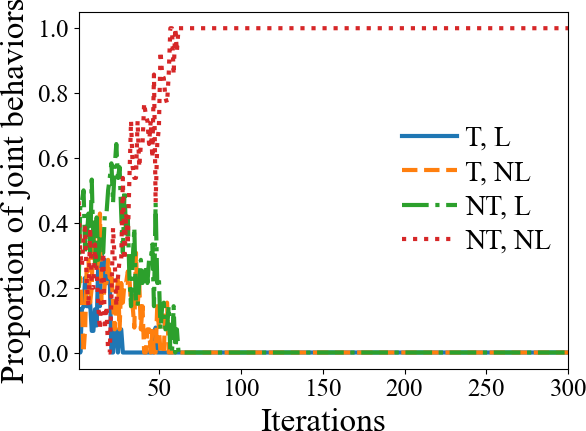 Proportion of joint behaviors
1.0
0.8
0.6
0.4
0.2
0.0
T, L
T, NL
NT, L
NT, NL
50
100
150
200
250
300
Iterations